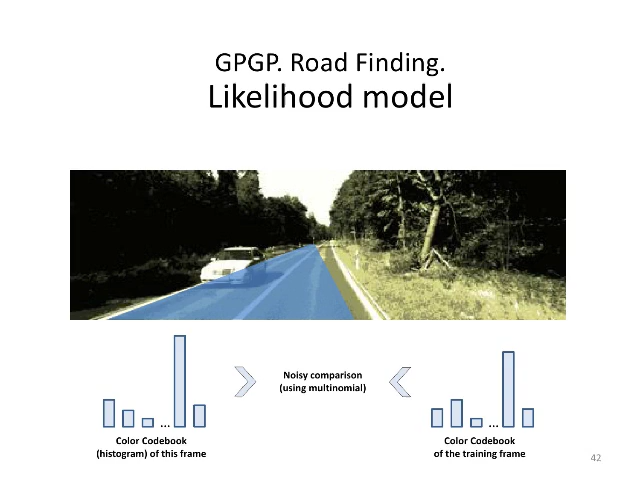 GPGP. Road Finding.
Likelihood model
Noisy comparison
(using multinomial)
...
...
Color Codebook
(histogram) of this frame
Color Codebook
of the training frame
42